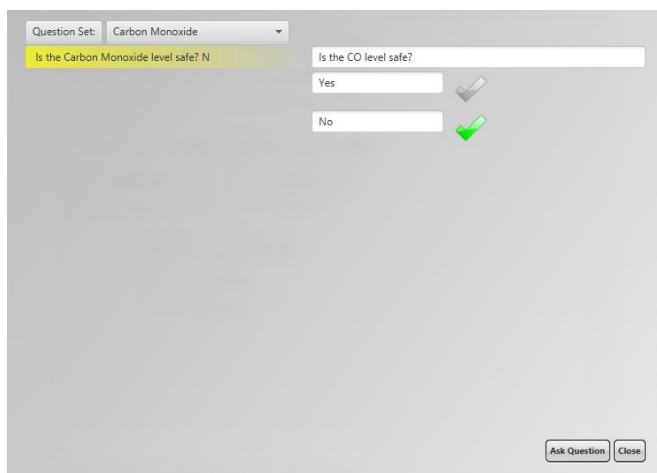 Question Set: Carbon Monoxide
Is the Carbon Monoxide level safe? N
Is the CO level safe?
Yes
No
Ask Question
Close